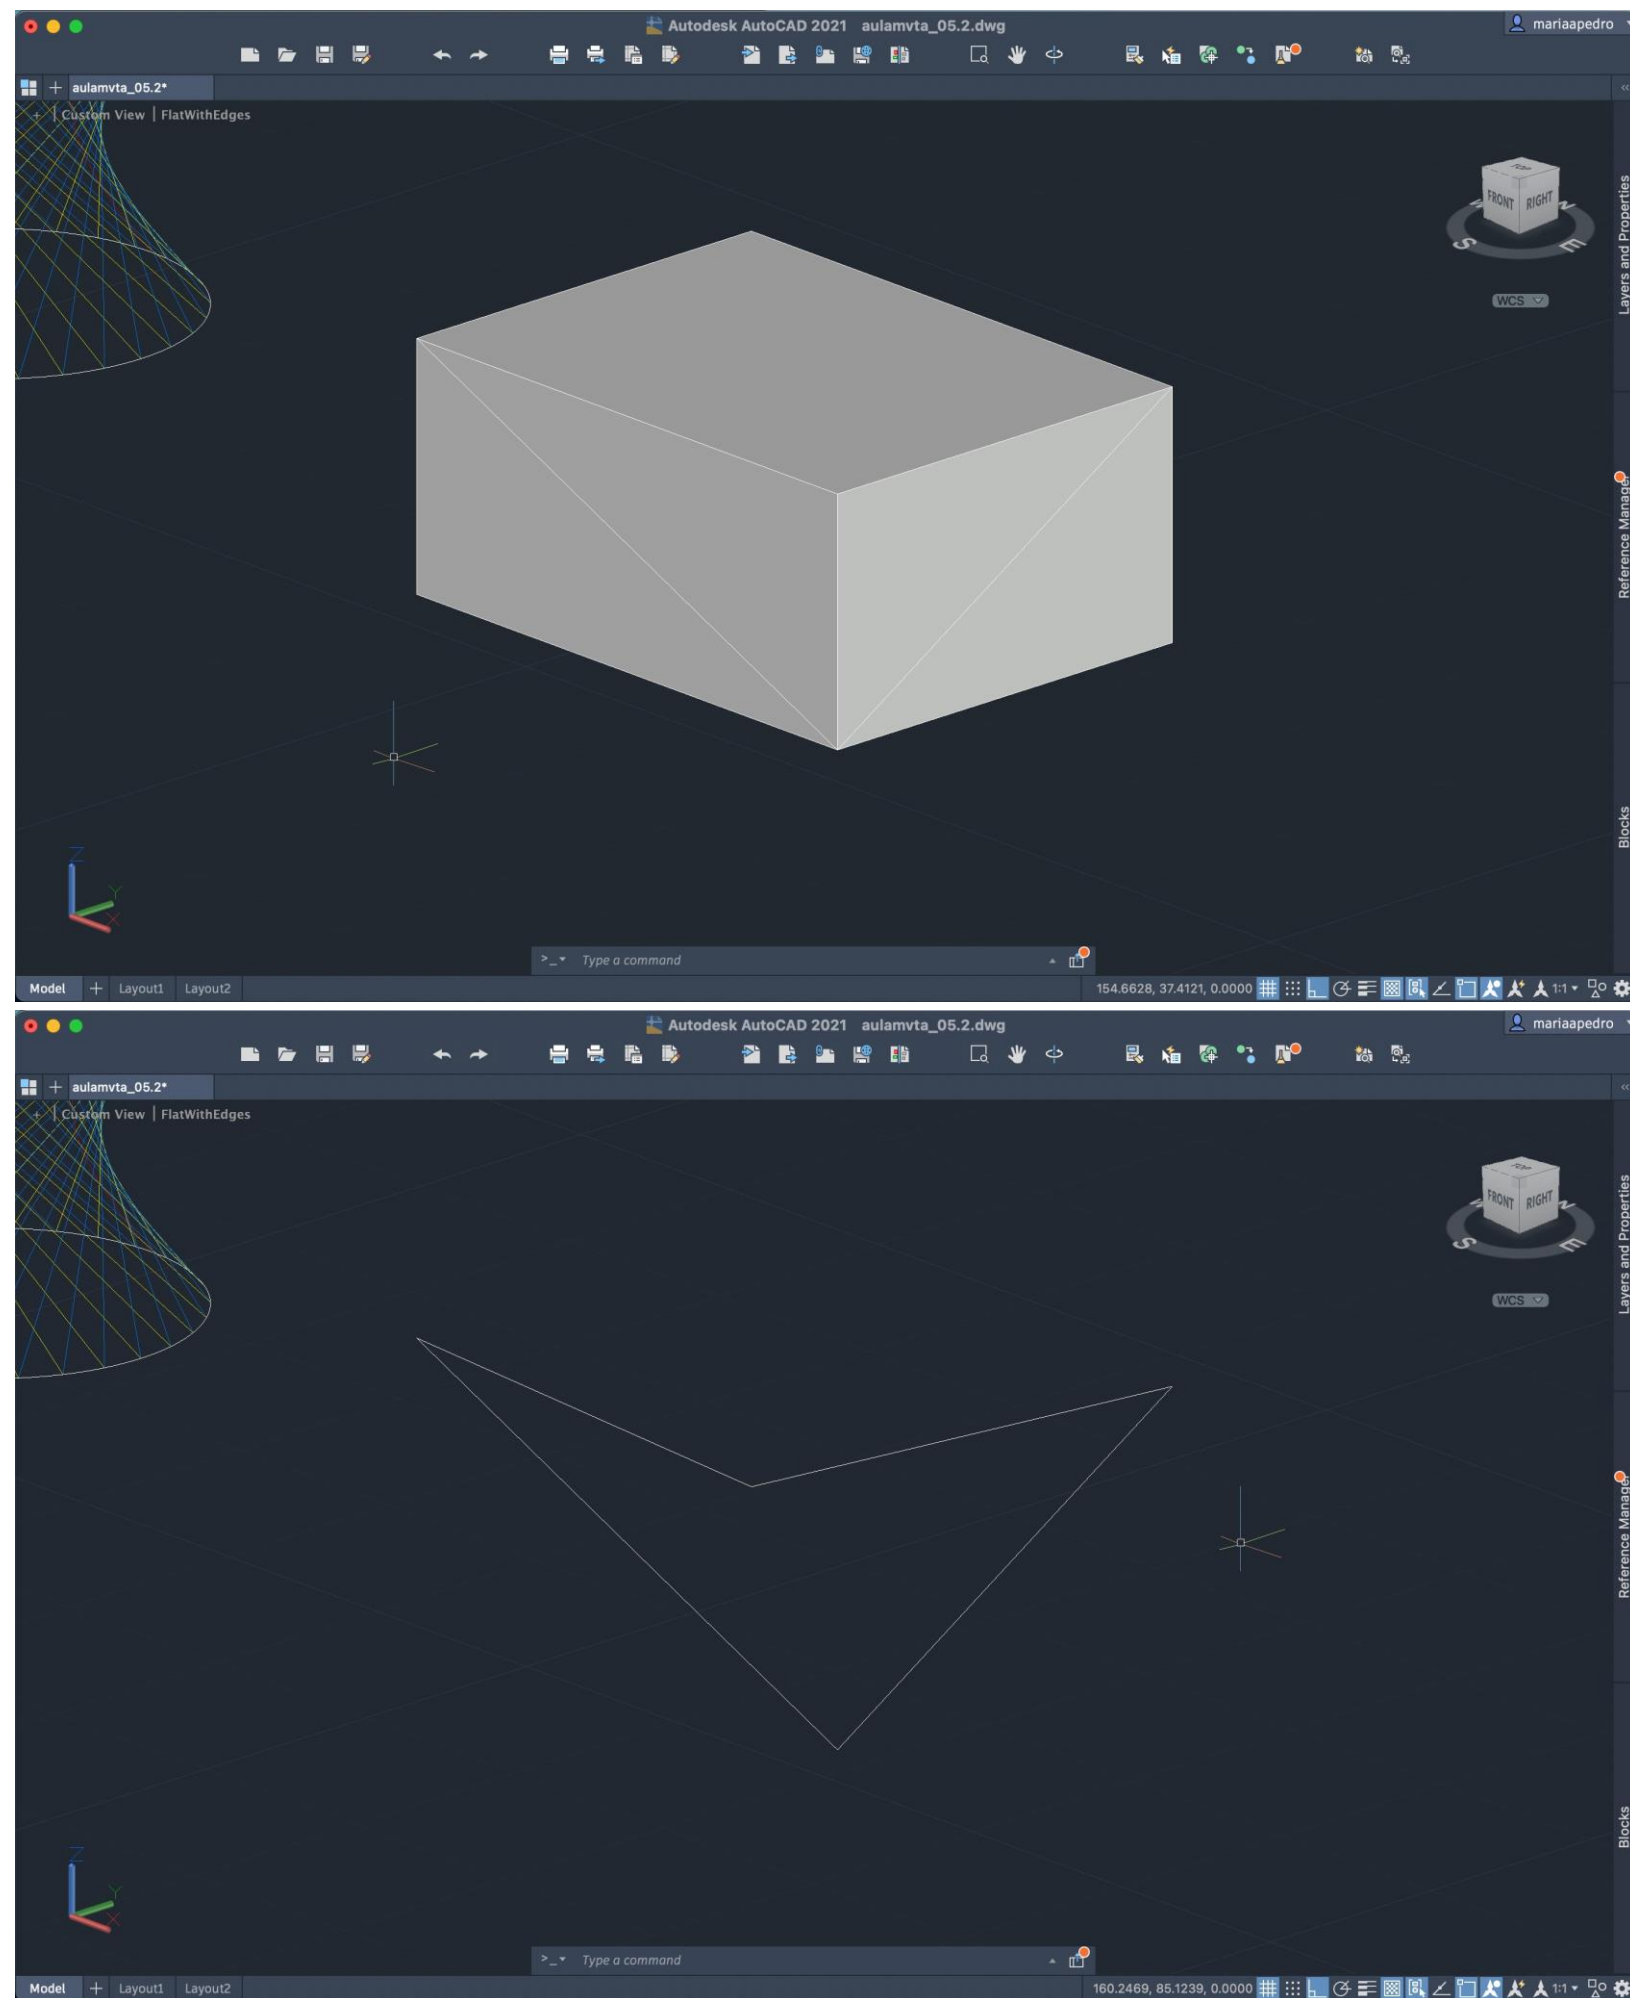 Autodesk AutoCAD 2021 aulamvta_05.2.dwg
mariaapedro
aulamvta_05.2*
+ | Custom View | FlatWithEdges
TOP
FRONT RIGHT
S E
WCS
Layers and Properties
Reference Manager
Blocks
Z
Y
X
>_ Type a command
Model + Layout1 Layout2
154.6628, 37.4121, 0.0000
1:1
Autodesk AutoCAD 2021 aulamvta_05.2.dwg
mariaapedro
aulamvta_05.2*
+ | Custom View | FlatWithEdges
TOP
FRONT RIGHT
S E
WCS
Layers and Properties
Reference Manager
Blocks
Z
Y
X
>_ Type a command
Model + Layout1 Layout2
160.2469, 85.1239, 0.0000
1:1